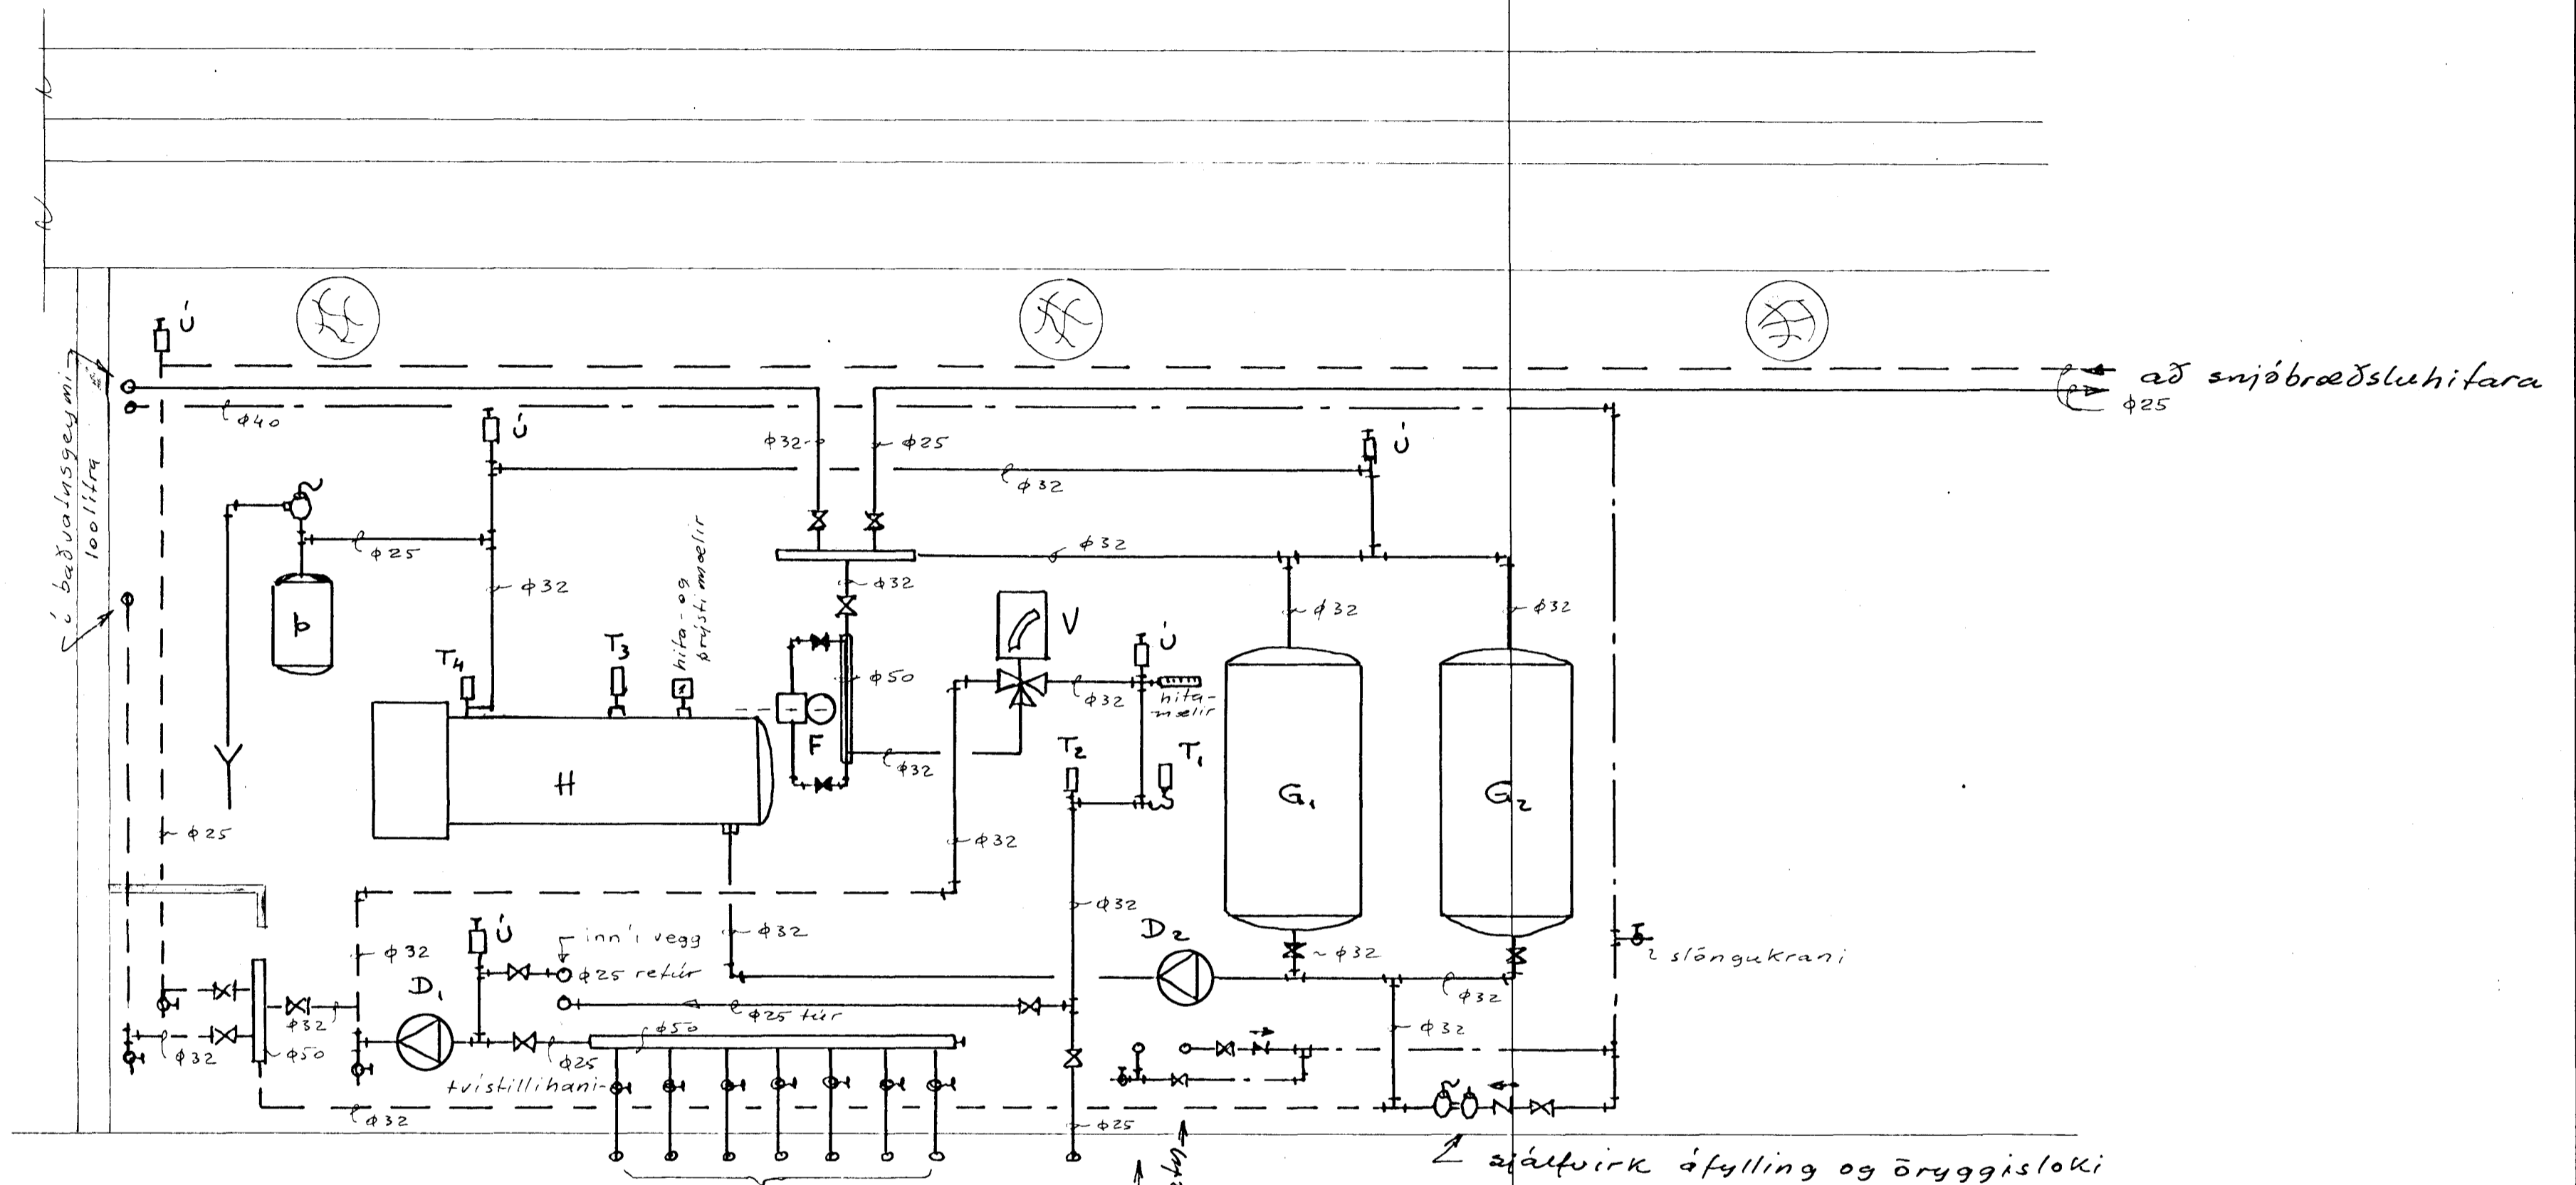 Ú
að snjóbræðsluhitara
φ25
φ40
Ú
φ32
φ25
Ú
φ32
í baðvatnsgeymi
100 lítra
φ25
φ32
φ32
φ32
hita- og
þrýstimælir
φ32
φ32
þ
V
Ú
T4
T3
φ50
φ32
hita-
mælir
F
T2
T1
φ32
H
G1
G2
φ25
φ32
φ32
φ32
D2
Ú
inn í vegg
φ32
φ32
φ25 retúr
φ32
slöngukrani
D1
φ32
φ25 túr
φ32
φ50
φ32
φ32
φ50
φ25
tvístillihani
φ32
φ25
sjálfvirk áfylling og öryggisloki